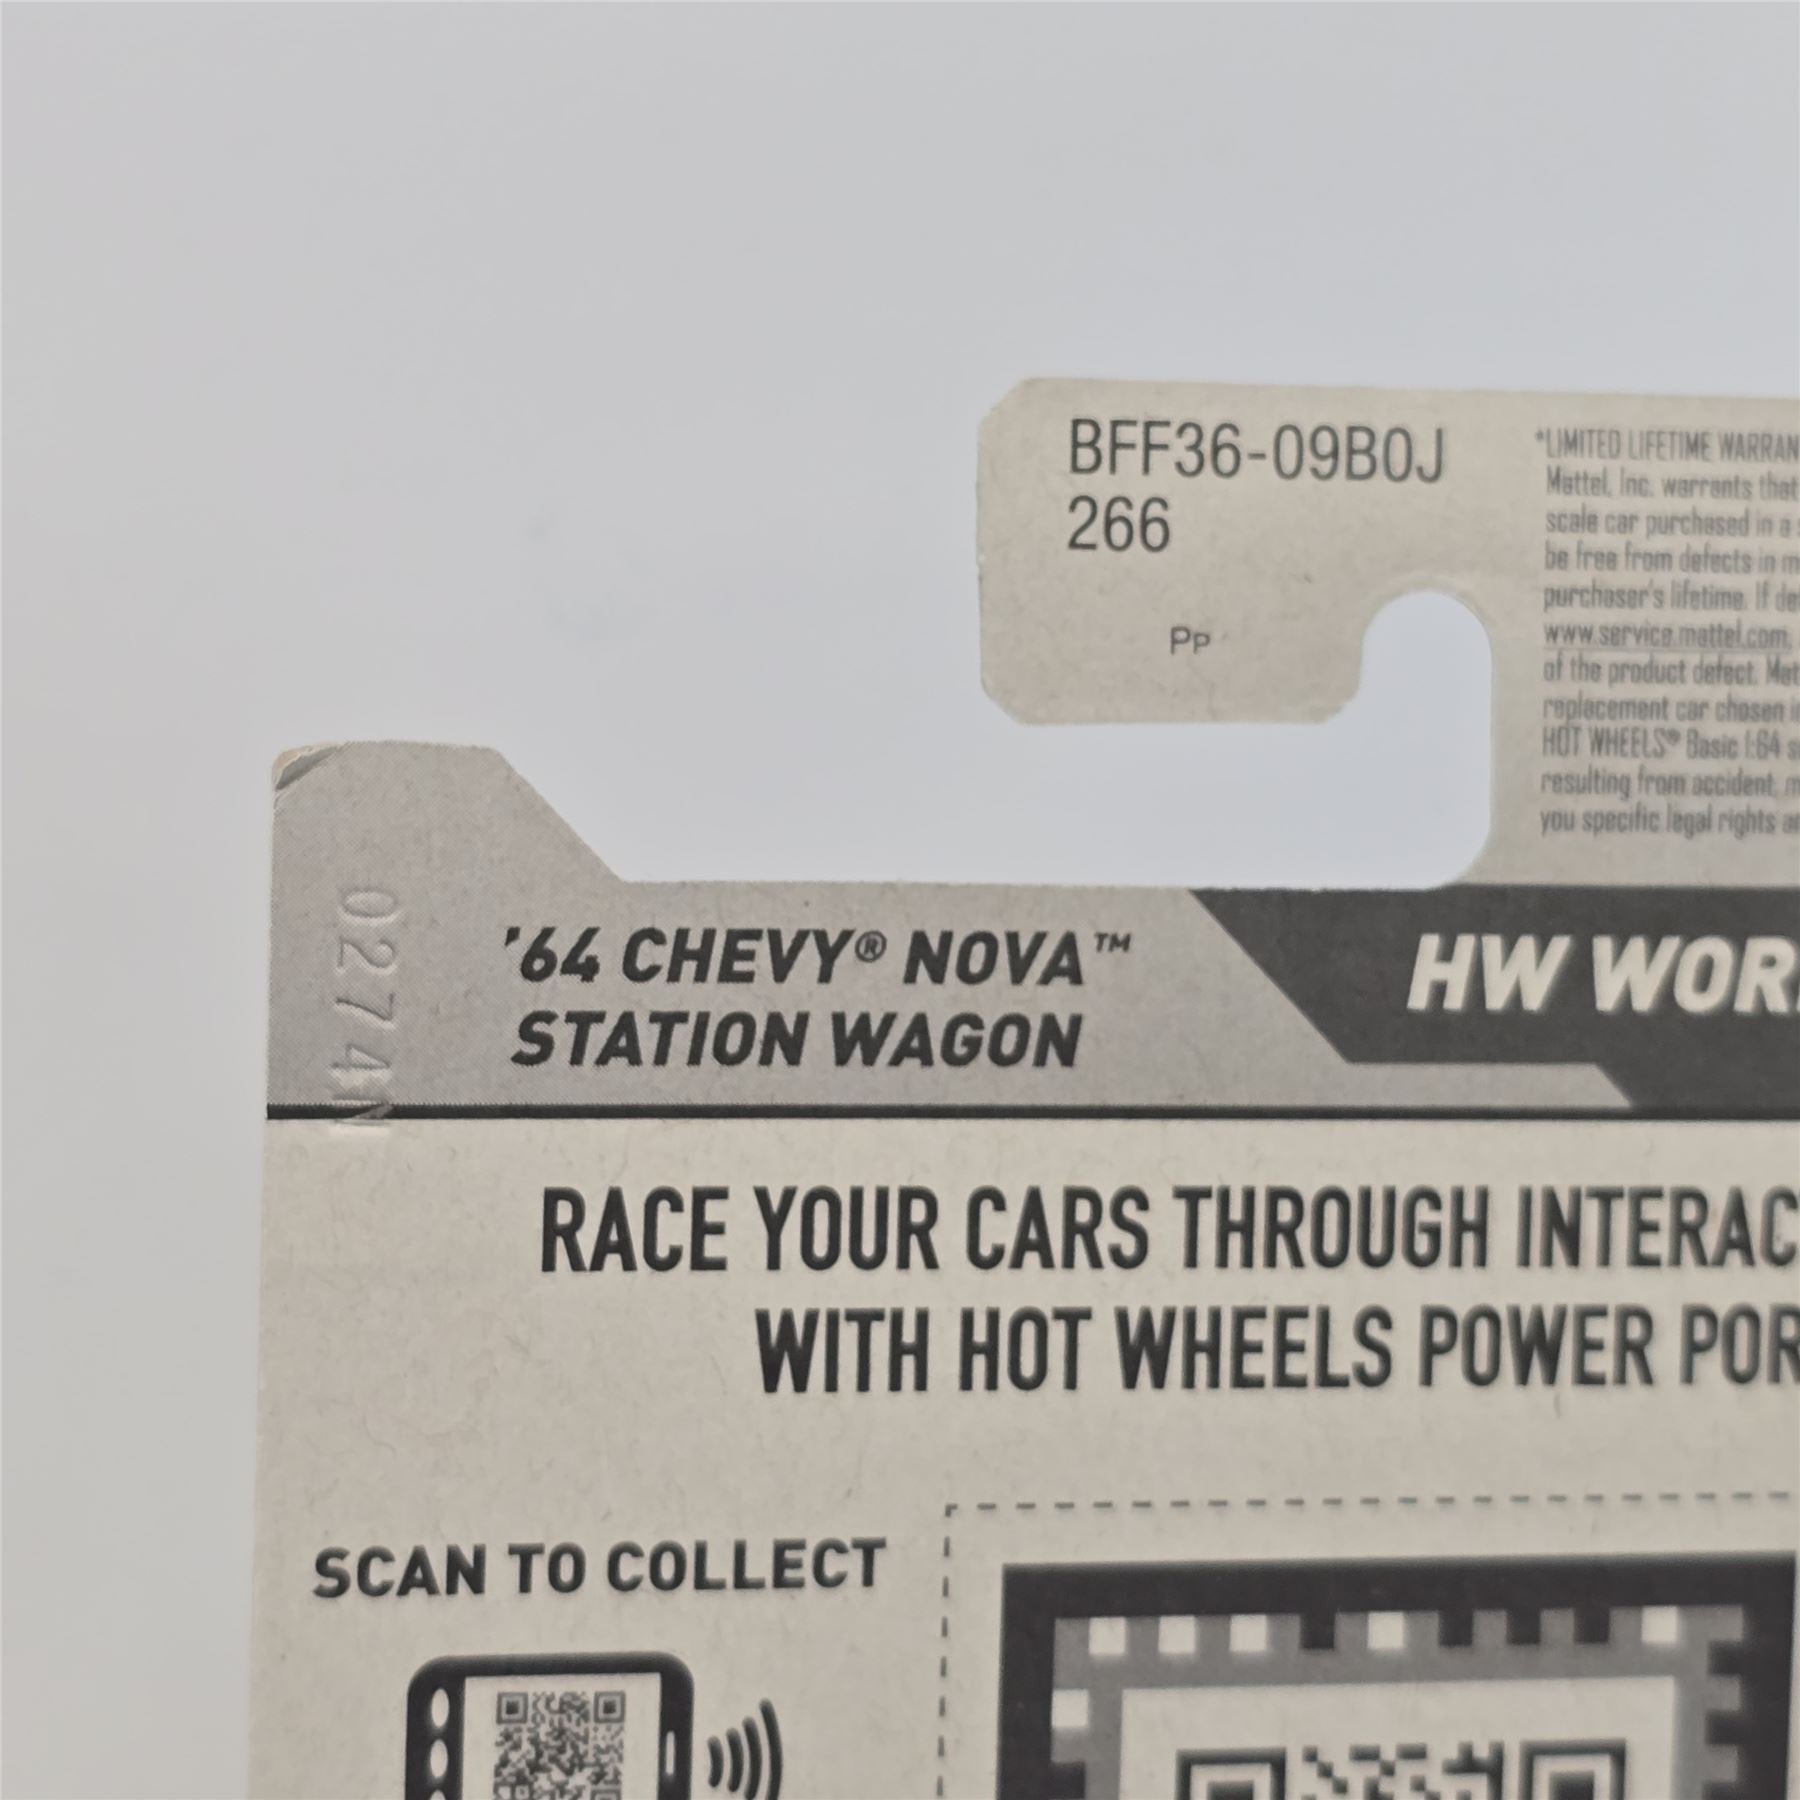 BFF36-09B0J
266
Pp
*LIMITED LIFETIME WARRAN
Mattel, Inc. warrants that
scale car purchased in a
be free from defects in m
purchaser's lifetime. If de
www.service.mattel.com.
of the product defect. Mat
replacement car chosen i
HOT WHEELS® Basic 1:64 s
resulting from accident, m
you specific legal rights a
0274N
'64 CHEVY® NOVA™
STATION WAGON
HW WOR
RACE YOUR CARS THROUGH INTERAC
WITH HOT WHEELS POWER POR
SCAN TO COLLECT